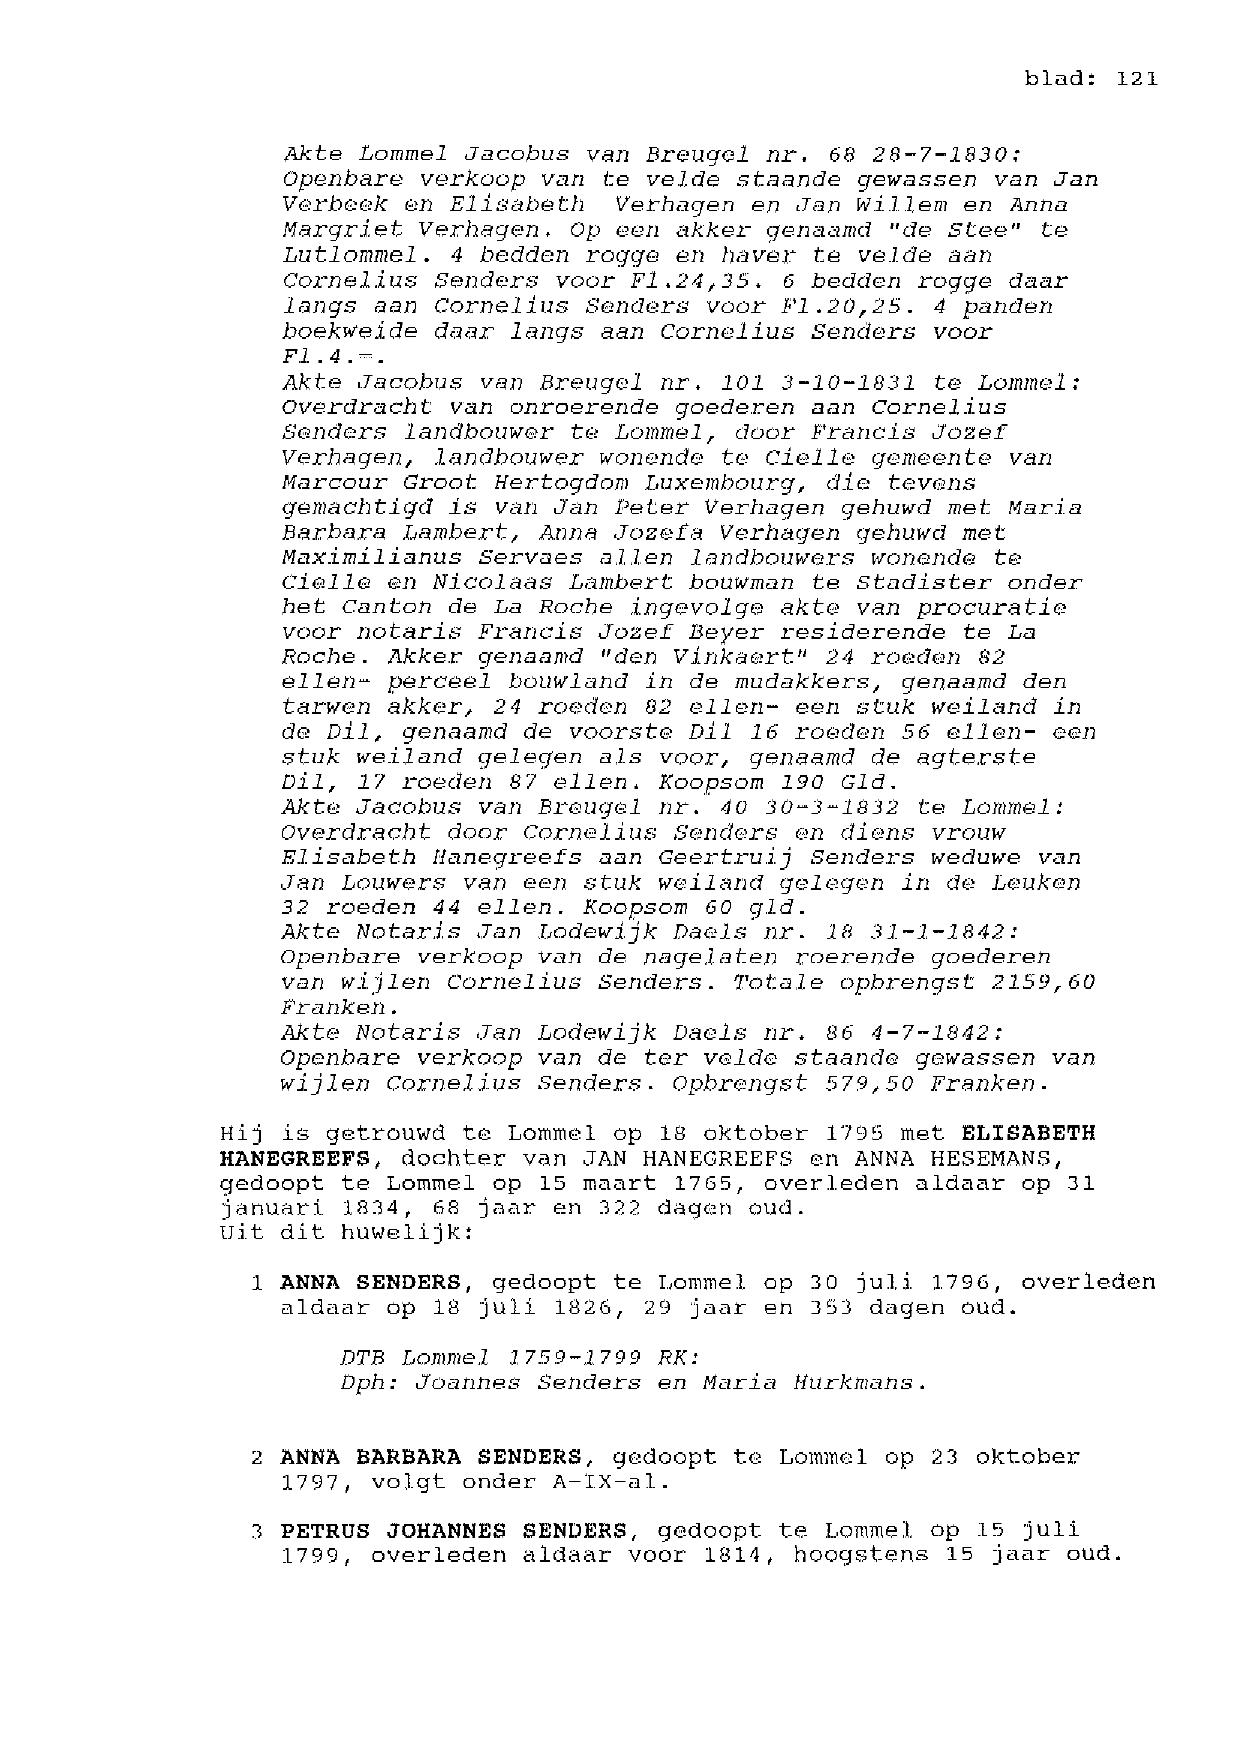 blad: 121
Akte Lommel Jacobus van Breugel nr. 68 28-7-1830:
Openbare verkoop van te velde staande gewassen van Jan
Verbeek en Elisabeth Verhagen en Jan Willem en Anna
Margriet Verhagen. Op een akker genaamd "de Stee" te
Lutlommel. 4 bedden rogge en haver te velde aan
Cornelius Senders voor Fl.24,35. 6 bedden rogge daar
langs aan Cornelius Senders voor Fl.20,25. 4 panden
boekweide daar langs aan Cornelius Senders voor
Fl.4.=.
Akte Jacobus van Breugel nr. 101 3-10-1831 te Lommel:
Overdracht van onroerende goederen aan Cornelius
Senders landbouwer te Lommel, door Francis Jozef
Verhagen, landbouwer wonende te Cielle gemeente van
Marcour Groot Hertogdom Luxembourg, die tevens
gemachtigd is van Jan Peter Verhagen gehuwd met Maria
Barbara Lambert, Anna Jozefa Verhagen gehuwd met
Maximilianus Servaes allen landbouwers wonende te
Cielle en Nicolaas Lambert bouwman te Stadister onder
het Canton de La Roche ingevolge akte van procuratie
voor notaris Francis Jozef Beyer residerende te La
Roche. Akker genaamd "den Vinkaert" 24 roeden 82
ellen- perceel bouwland in de mudakkers, genaamd den
tarwen akker, 24 roeden 82 ellen- een stuk weiland in
de Dil, genaamd de voorste Dil 16 roeden 56 ellen- een
stuk weiland gelegen als voor, genaamd de agterste
Dil, 17 roeden 87 ellen. Koopsom 190 Gld.
Akte Jacobus van Breugel nr. 40 30-3-1832 te Lommel:
Overdracht door Cornelius Senders en diens vrouw
Elisabeth Hanegreefs aan Geertruij Senders weduwe van
Jan Louwers van een stuk weiland gelegen in de Leuken
32 roeden 44 ellen. Koopsom 60 gld.
Akte Notaris Jan Lodewijk Daels nr. 18 31-1-1842:
Openbare verkoop van de nagelaten roerende goederen
van wijlen Cornelius Senders. Totale opbrengst 2159,60
Franken.
Akte Notaris Jan Lodewijk Daels nr. 86 4-7-1842:
Openbare verkoop van de ter velde staande gewassen van
wijlen Cornelius Senders. Opbrengst 579,50 Franken.
Hij is getrouwd te Lommel op 18 oktober 1795 met ELISABETH
HANEGREEFS, dochter van JAN HANEGREEFS en ANNA HESEMANS,
gedoopt te Lommel op 15 maart 1765, overleden aldaar op 31
januari 1834, 68 jaar en 322 dagen oud.
Uit dit huwelijk:
1 ANNA SENDERS, gedoopt te Lommel op 30 juli 1796, overleden
aldaar op 18 juli 1826, 29 jaar en 353 dagen oud.
DTB Lommel 1759-1799 RK:
Dph: Joannes Senders en Maria Hurkmans.
2 ANNA BARBARA SENDERS, gedoopt te Lommel op 23 oktober
1797, volgt onder A-IX-al.
3 PETRUS JOHANNES SENDERS, gedoopt te Lommel op 15 juli
1799, overleden aldaar voor 1814, hoogstens 15 jaar oud.